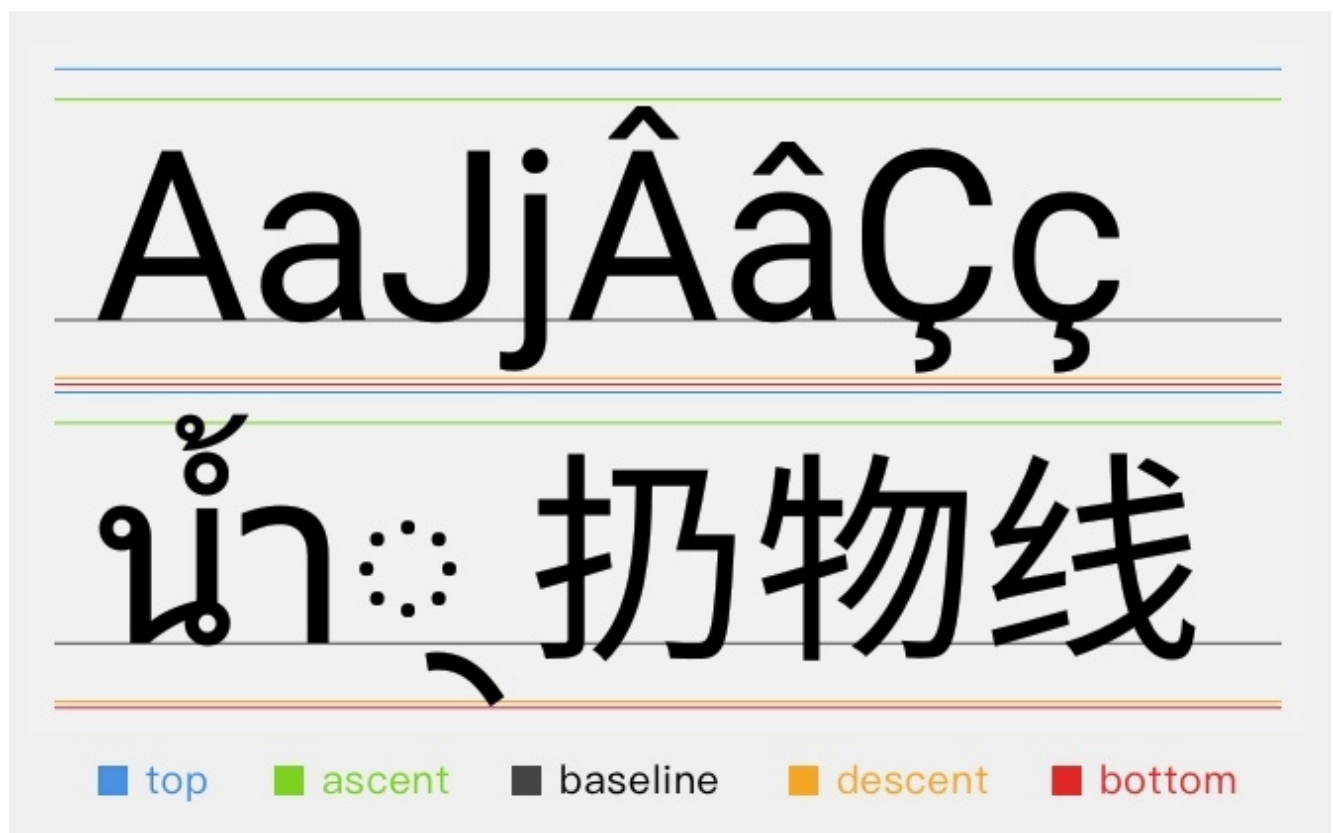 AaJjÂâÇç
น้ำ◌् 扔物线
top ascent baseline descent bottom